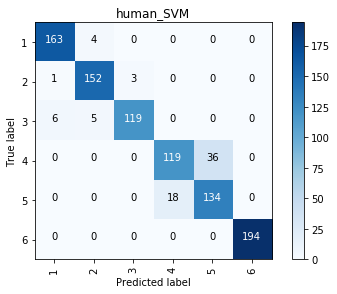 human_SVM
1 163 4 0 0 0 0
2 1 152 3 0 0 0
3 6 5 119 0 0 0
4 0 0 0 119 36 0
5 0 0 0 18 134 0
6 0 0 0 0 0 194
1 2 3 4 5 6
True label
Predicted label
175
150
125
100
75
50
25
0